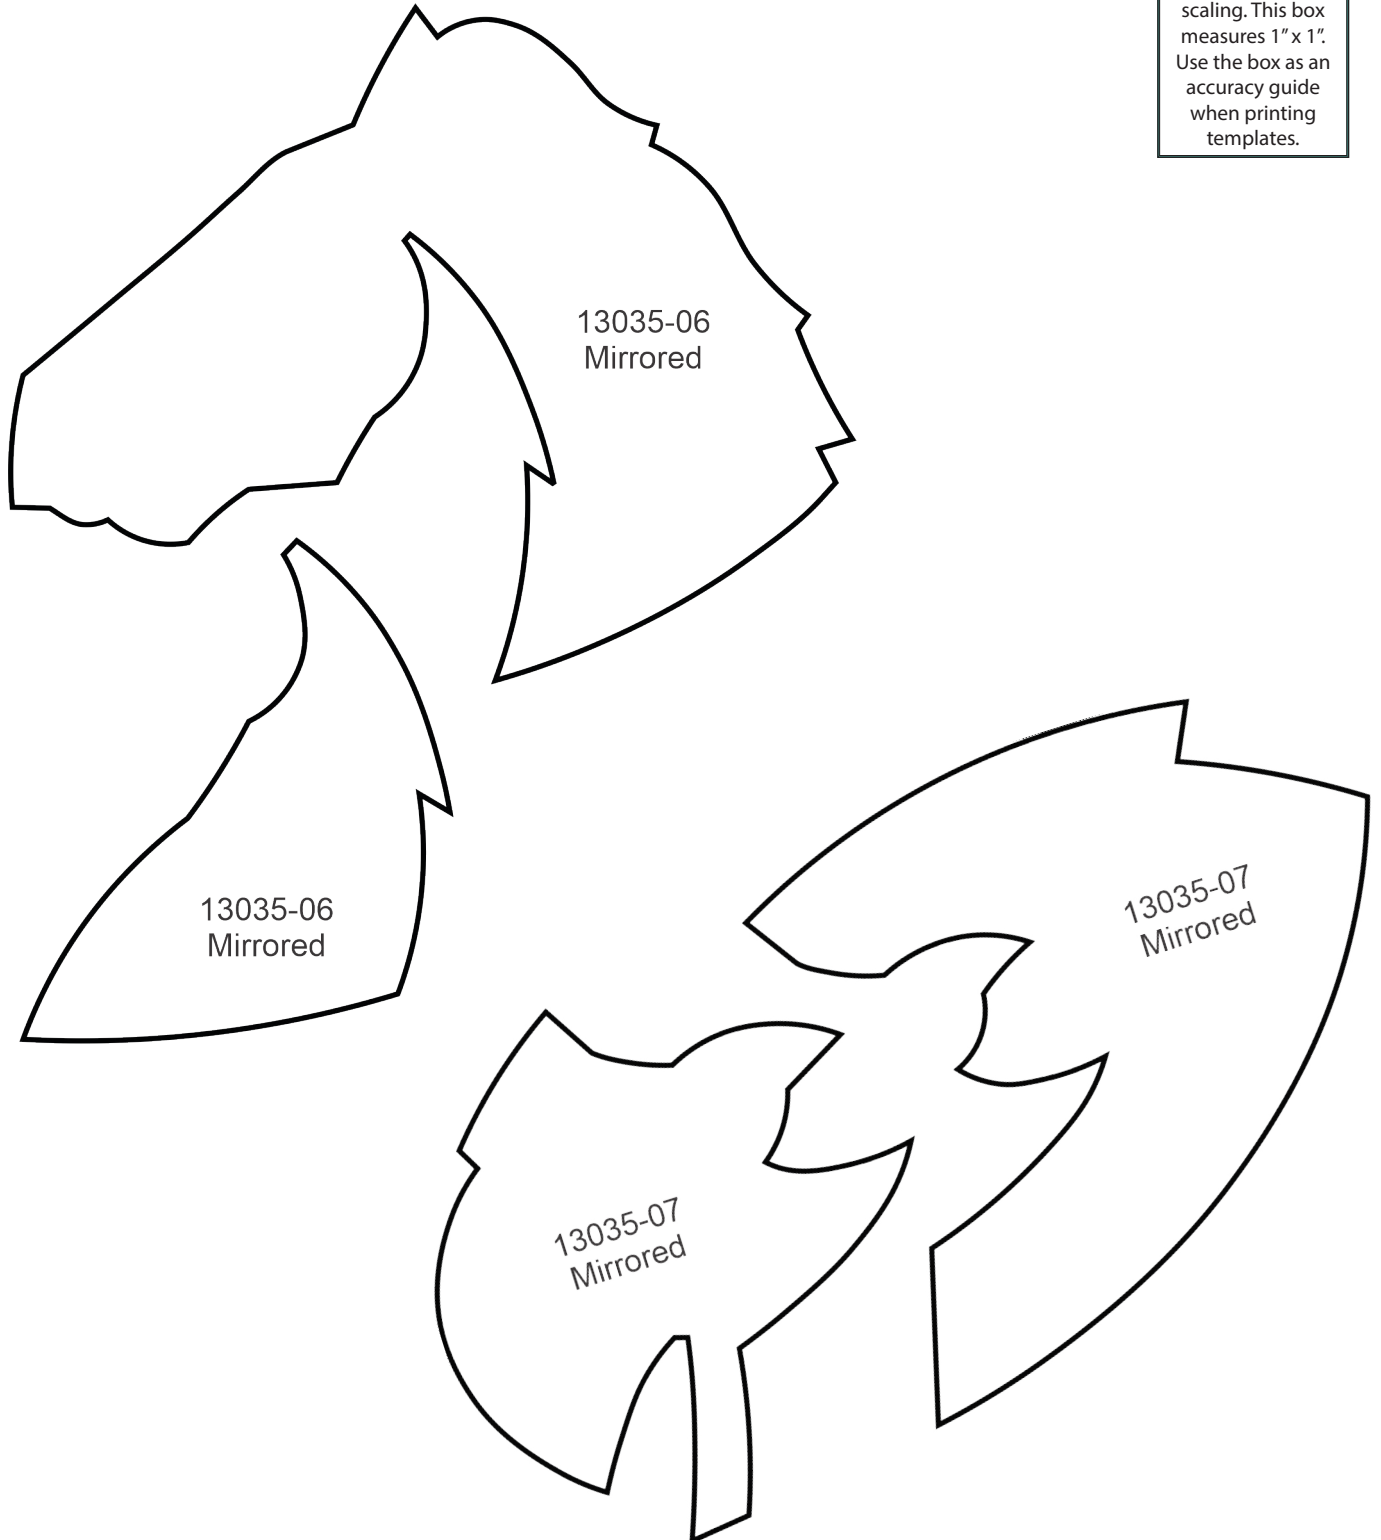 scaling. This box
measures 1” x 1”.
Use the box as an
accuracy guide
when printing
templates.
13035-06
Mirrored
13035-06
Mirrored
13035-07
Mirrored
13035-07
Mirrored